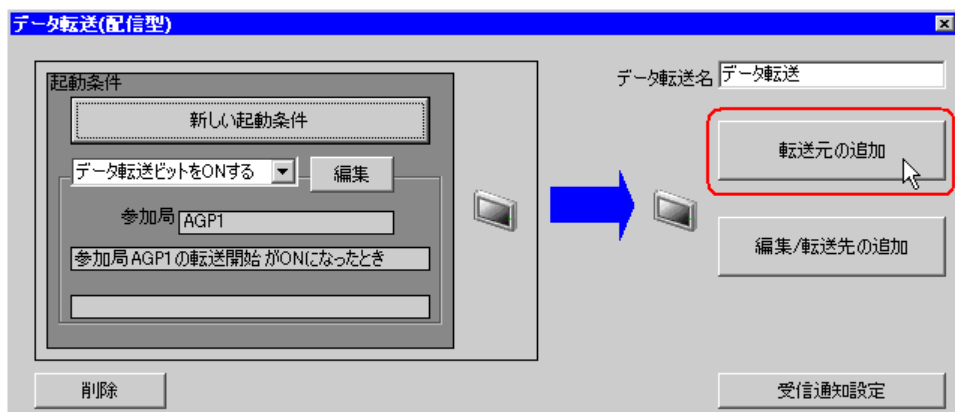 データ転送(配信型)
起動条件
新しい起動条件
データ転送ビットをONする
編集
参加局
AGP1
参加局 AGP1 の転送開始 がONになったとき
データ転送名
データ転送
転送元の追加
編集/転送先の追加
削除
受信通知設定